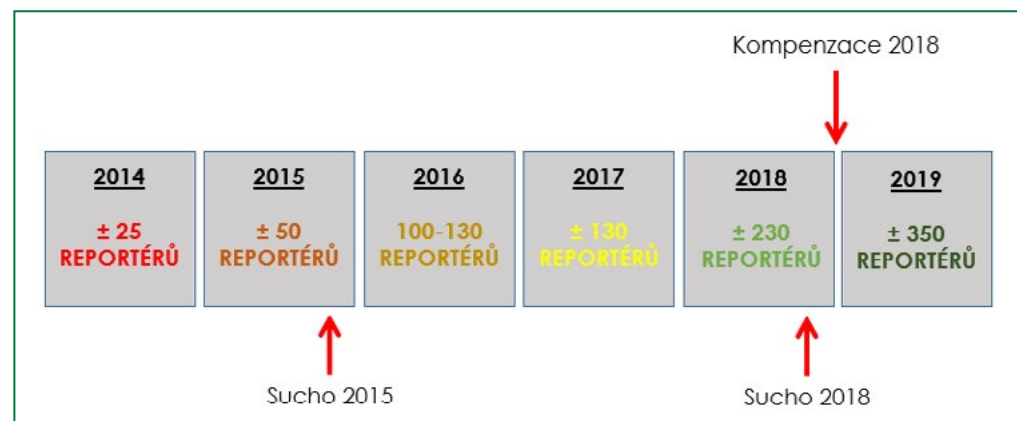 Kompenzace 2018
2014
± 25
REPORTÉRŮ
2015
± 50
REPORTÉRŮ
2016
100-130
REPORTÉRŮ
2017
± 130
REPORTÉRŮ
2018
± 230
REPORTÉRŮ
2019
± 350
REPORTÉRŮ
Sucho 2015
Sucho 2018